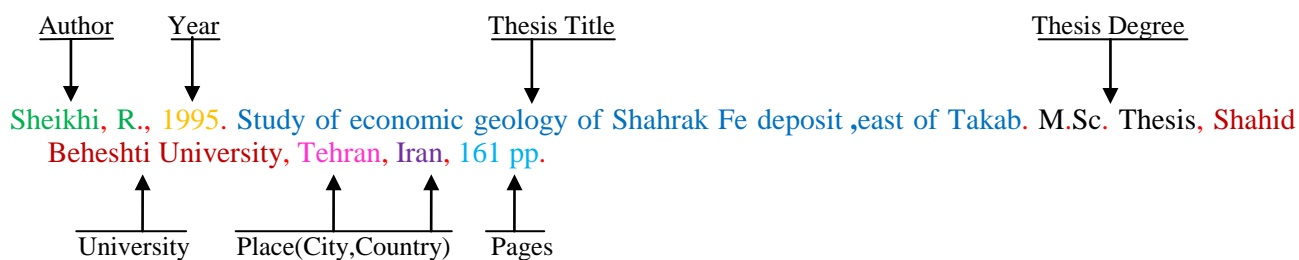 Author Year Thesis Title Thesis Degree
Sheikhi, R., 1995. Study of economic geology of Shahrak Fe deposit ,east of Takab. M.Sc. Thesis, Shahid
Beheshti University, Tehran, Iran, 161 pp.
University Place(City,Country) Pages